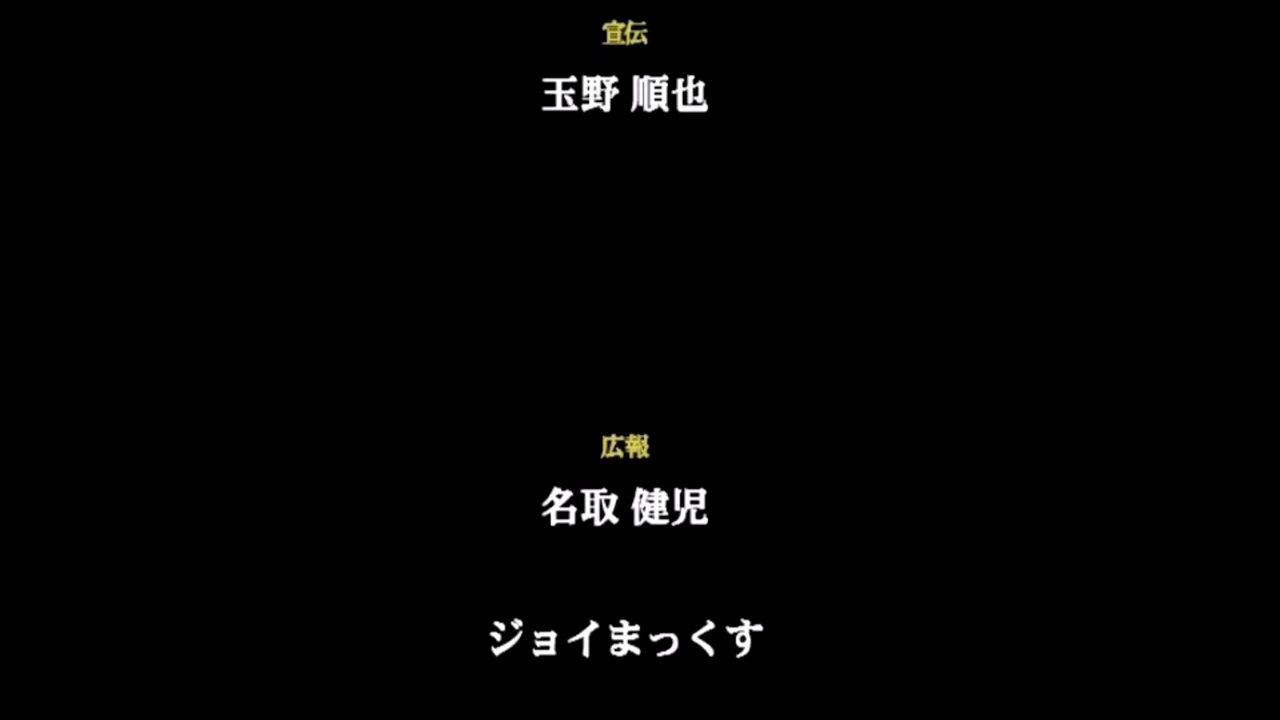 宣伝
玉野 順也
広報
名取 健児
ジョイまっくす